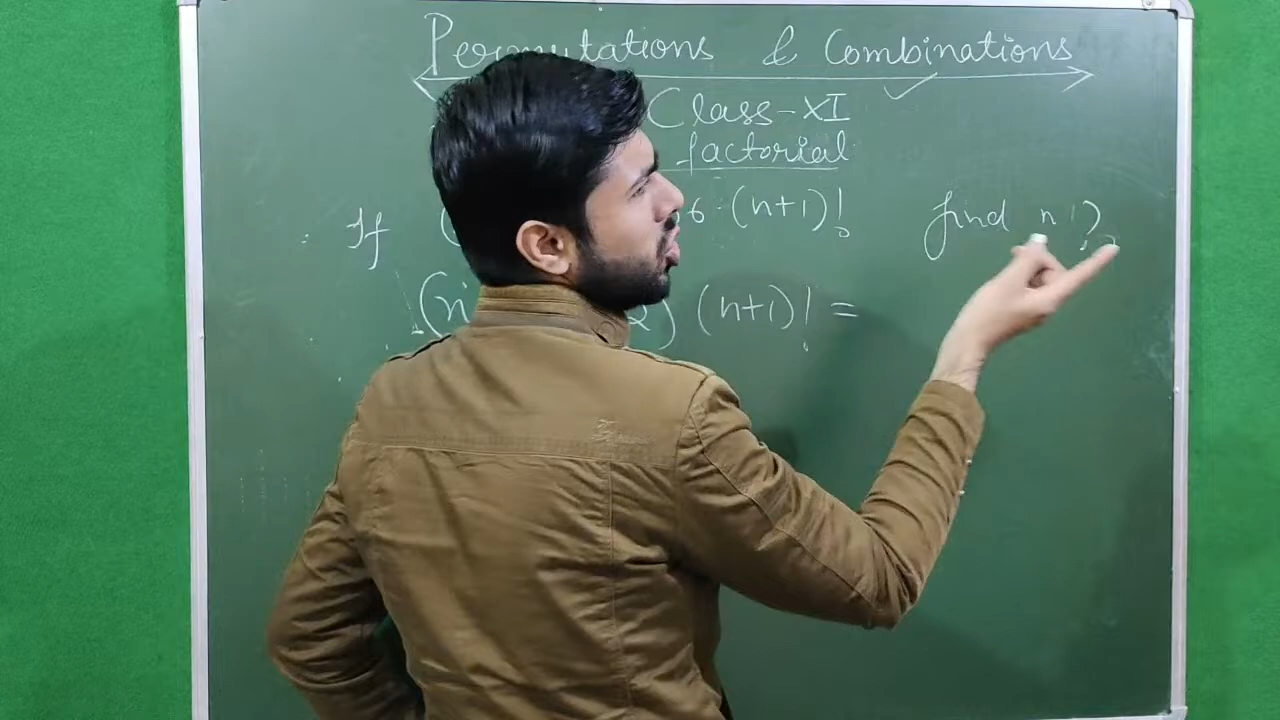 Permutations & Combinations
Class-XI
factorial
If ( 6.(n+1)! find n!?
(n 2) (n+1)! =